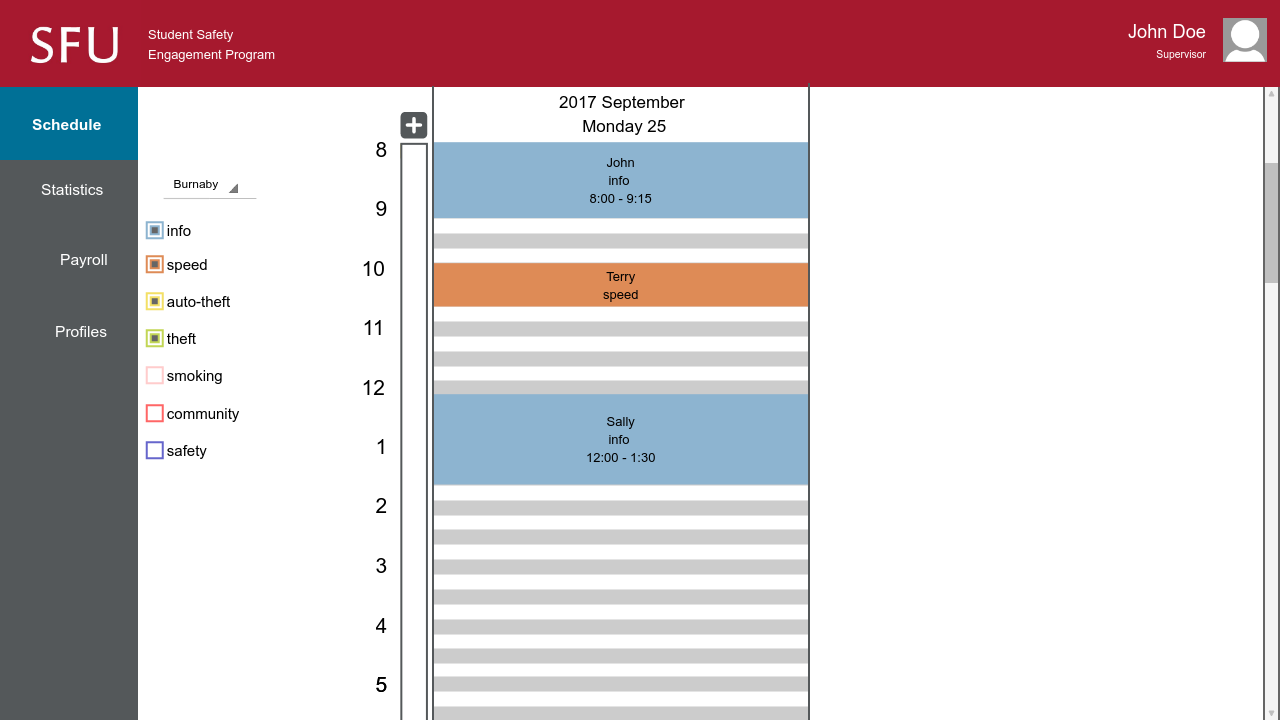 SFU
Student Safety
Engagement Program
John Doe
Supervisor
Schedule
Statistics
Payroll
Profiles
Burnaby
info
speed
auto-theft
theft
smoking
community
safety
8
9
10
11
12
1
2
3
4
5
2017 September
Monday 25
John
info
8:00 - 9:15
Terry
speed
Sally
info
12:00 - 1:30